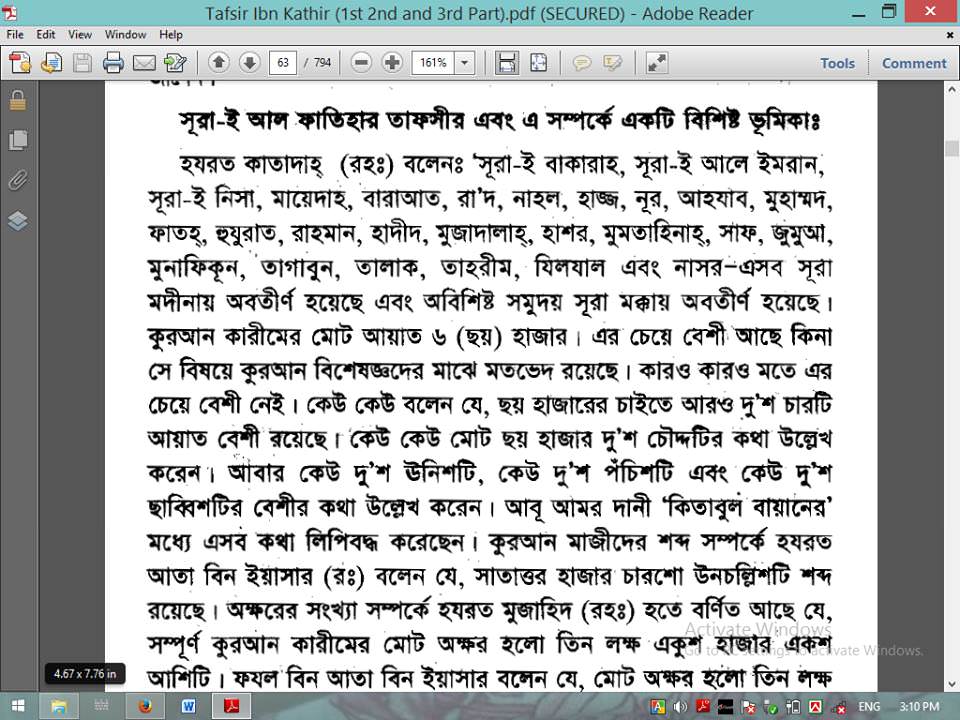 Tafsir Ibn Kathir (1st 2nd and 3rd Part).pdf (SECURED) - Adobe Reader
File Edit View Window Help
63 / 794 161% Tools Comment
সূরা-ই আল ফাতিহার তাফসীর এবং এ সম্পর্কে একটি বিশিষ্ট ভূমিকাঃ
হযরত কাতাদাহ্ (রহঃ) বলেনঃ 'সূরা-ই বাকারাহ, সূরা-ই আলে ইমরান,
সূরা-ই নিসা, মায়েদাহ, বারাআত, রা'দ, নাহল, হাজ্জ, নূর, আহযাব, মুহাম্মদ,
ফাতহ্, হুযুরাত, রাহমান, হাদীদ, মুজাদালাহ্, হাশর, মুমতাহিনাহ্, সাফ, জুমুআ,
মুনাফিকূন, তাগাবুন, তালাক, তাহরীম, যিলযাল এবং নাসর–এসব সূরা
মদীনায় অবতীর্ণ হয়েছে এবং অবিশিষ্ট সমুদয় সূরা মক্কায় অবতীর্ণ হয়েছে।
কুরআন কারীমের মোট আয়াত ৬ (ছয়) হাজার। এর চেয়ে বেশী আছে কিনা
সে বিষয়ে কুরআন বিশেষজ্ঞদের মাঝে মতভেদ রয়েছে। কারও কারও মতে এর
চেয়ে বেশী নেই। কেউ কেউ বলেন যে, ছয় হাজারের চাইতে আরও দু'শ চারটি
আয়াত বেশী রয়েছে। কেউ কেউ মোট ছয় হাজার দু'শ চৌদ্দটির কথা উল্লেখ
করেন। আবার কেউ দু'শ ঊনিশটি, কেউ দু'শ পঁচিশটি এবং কেউ দু'শ
ছাব্বিশটির বেশীর কথা উল্লেখ করেন। আবূ আমর দানী 'কিতাবুল বায়ানের'
মধ্যে এসব কথা লিপিবদ্ধ করেছেন। কুরআন মাজীদের শব্দ সম্পর্কে হযরত
আতা বিন ইয়াসার (রঃ) বলেন যে, সাতাত্তর হাজার চারশো উনচল্লিশটি শব্দ
রয়েছে। অক্ষরের সংখ্যা সম্পর্কে হযরত মুজাহিদ (রহঃ) হতে বর্ণিত আছে যে,
সম্পূর্ণ কুরআন কারীমের মোট অক্ষর হলো তিন লক্ষ একুশ হাজার একশ
আশিটি। ফযল বিন আতা বিন ইয়াসার বলেন যে, মোট অক্ষর হলো তিন লক্ষ
Activate Windows
Go to PC settings to activate Windows.
4.67 x 7.76 in
ENG 3:10 PM